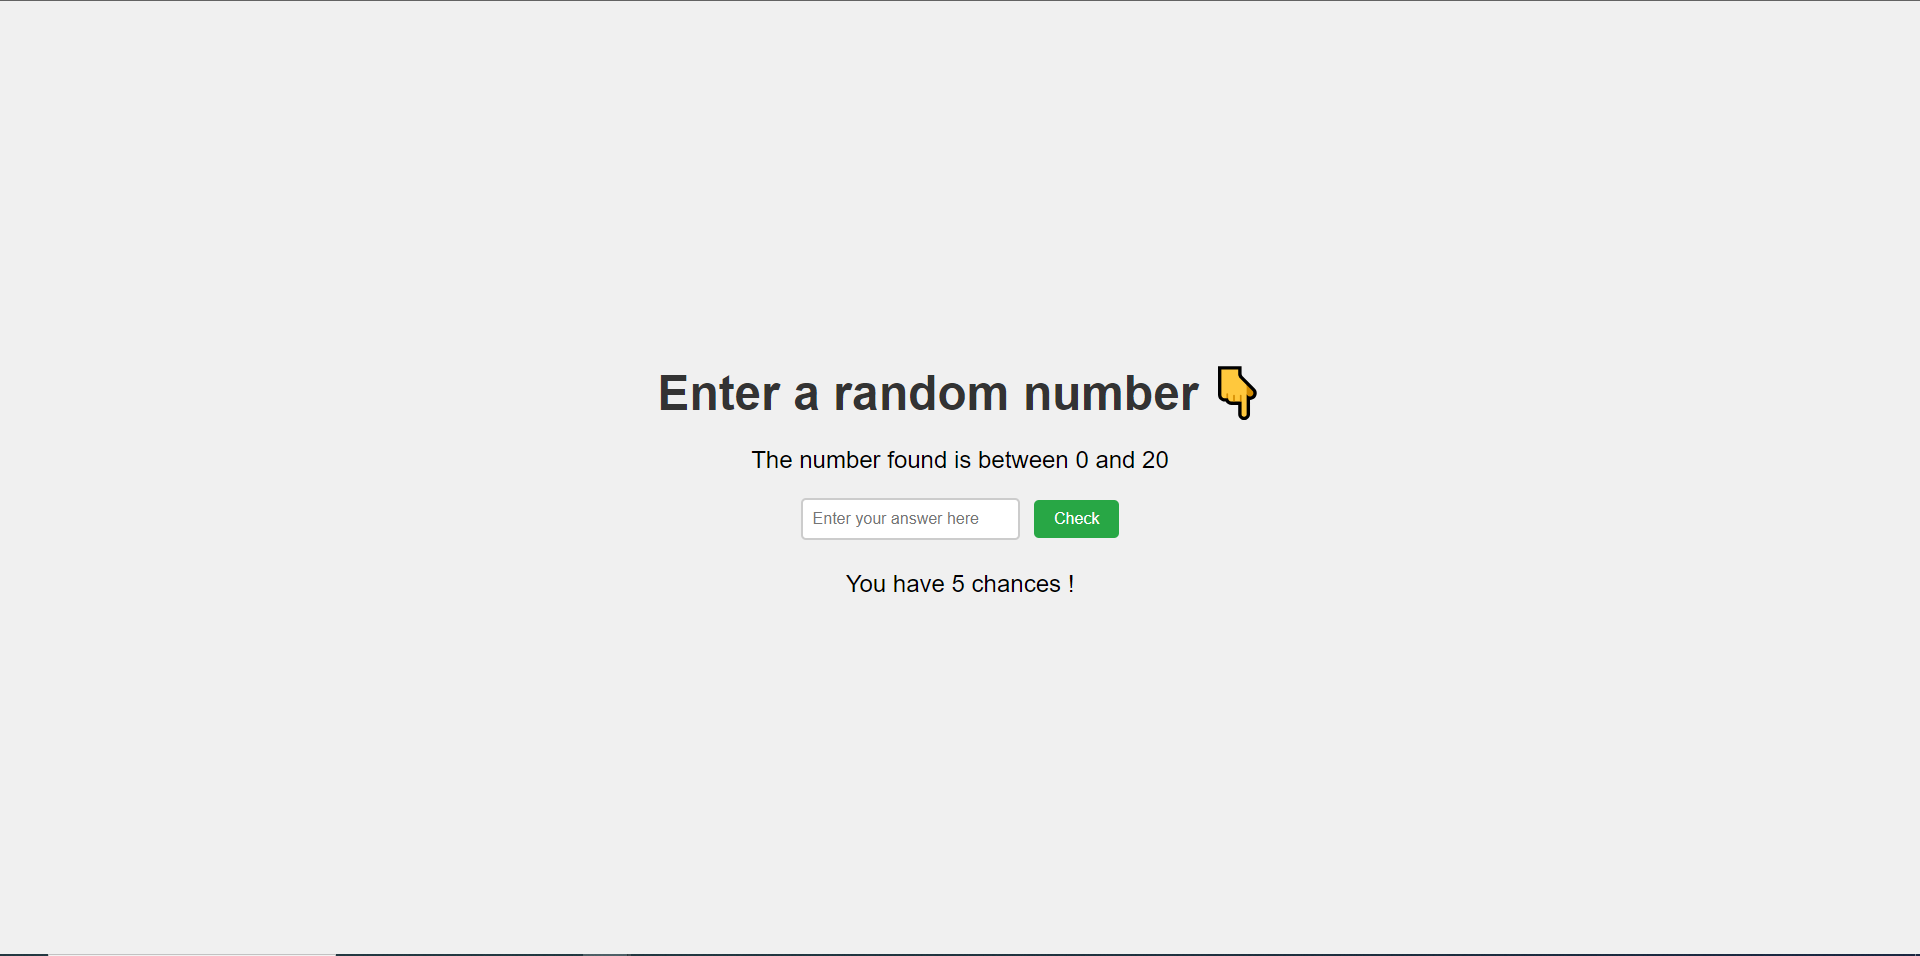 Enter a random number 👇
The number found is between 0 and 20
Enter your answer here Check
You have 5 chances !